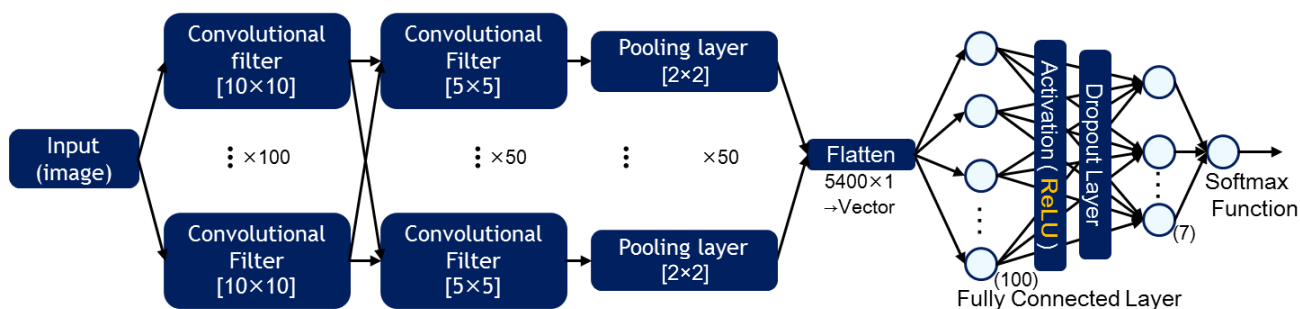 Input
(image)
Convolutional
filter
[10×10]
⋮ ×100
Convolutional
Filter
[10×10]
Convolutional
Filter
[5×5]
⋮ ×50
Convolutional
Filter
[5×5]
Pooling layer
[2×2]
⋮ ×50
Pooling layer
[2×2]
Flatten
5400×1
→Vector
(100)
Activation (ReLU)
Dropout Layer
(7)
Fully Connected Layer
Softmax
Function